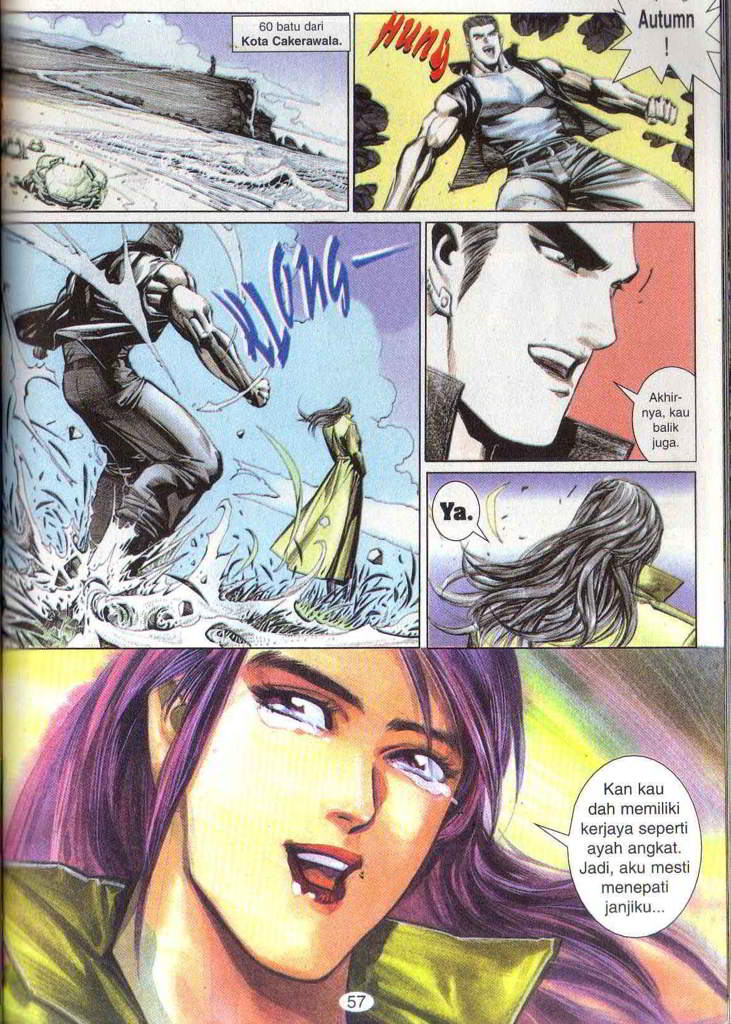 60 batu dari
Kota Cakerawala.
HUNG
Autumn
!
KLONG
Akhir-
nya, kau
balik
juga.
Ya.
Kan kau
dah memiliki
kerjaya seperti
ayah angkat.
Jadi, aku mesti
menepati
janjiku...
57